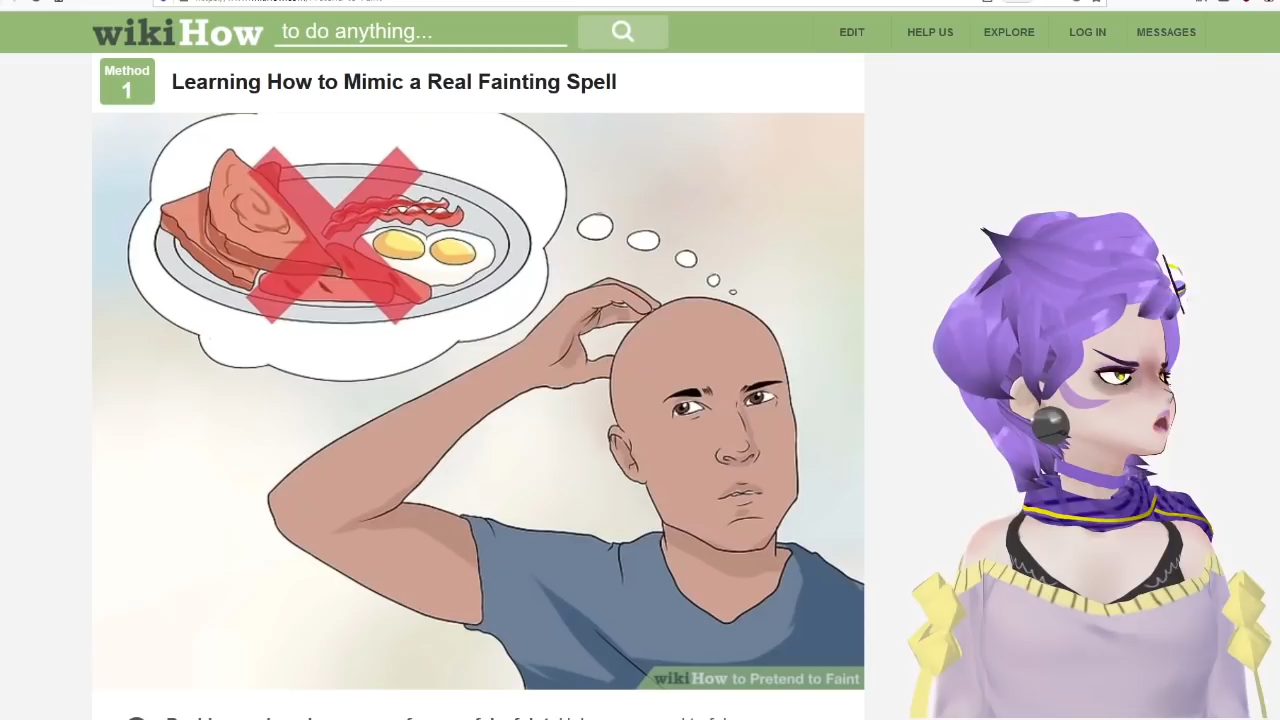 wikiHow to do anything...
EDIT HELP US EXPLORE LOG IN MESSAGES
Method
1
Learning How to Mimic a Real Fainting Spell
wikiHow to Pretend to Faint